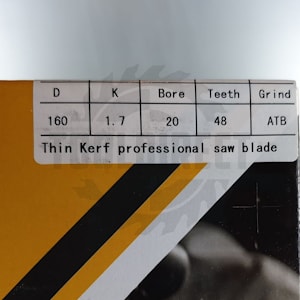 D K Bore Teeth Grind
160 1.7 20 48 ATB
Thin Kerf professional saw blade